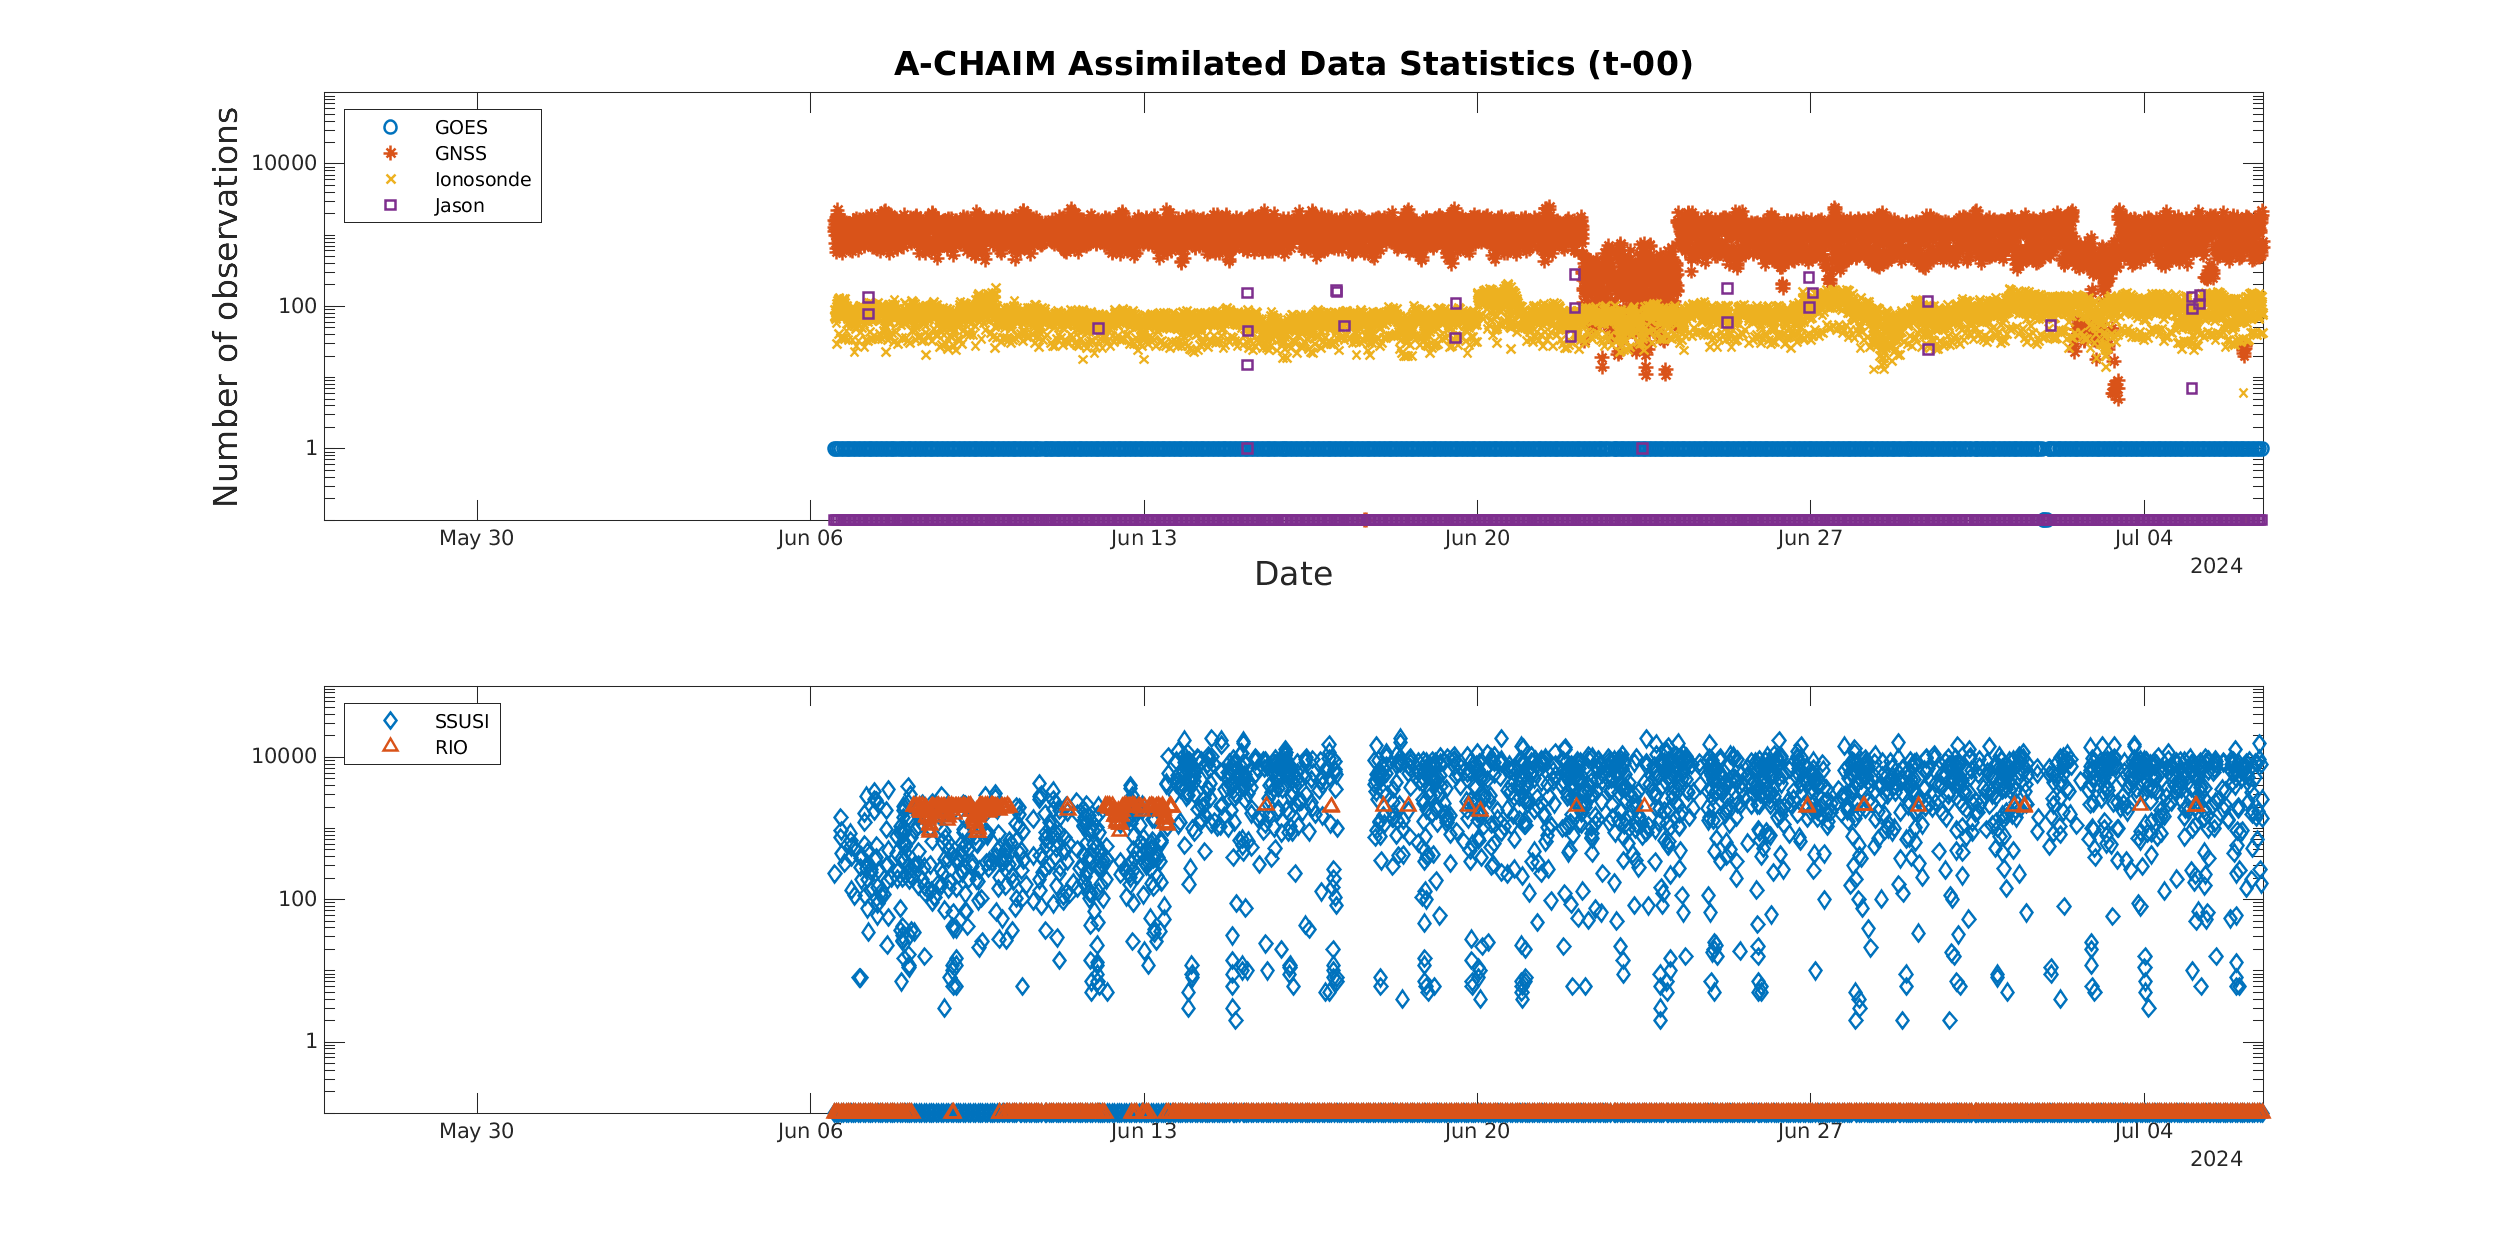 A-CHAIM Assimilated Data Statistics (t-00)
Number of observations
10000
100
1
GOES
GNSS
Ionosonde
Jason
May 30
Jun 06
Jun 13
Jun 20
Jun 27
Jul 04
2024
Date
10000
100
1
SSUSI
RIO
May 30
Jun 06
Jun 13
Jun 20
Jun 27
Jul 04
2024